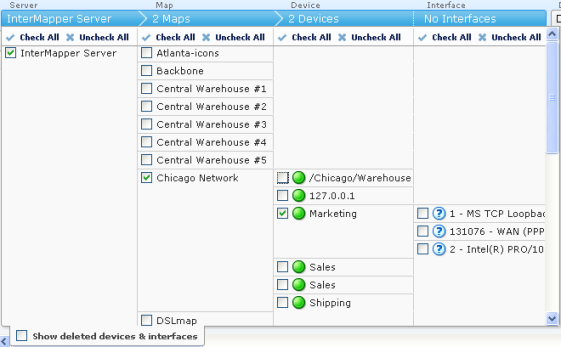 Server Map Device Interface
InterMapper Server 2 Maps 2 Devices No Interfaces
Check All Uncheck All Check All Uncheck All Check All Uncheck All Check All Uncheck All
InterMapper Server Atlanta-icons
Backbone
Central Warehouse #1
Central Warehouse #2
Central Warehouse #3
Central Warehouse #4
Central Warehouse #5
Chicago Network /Chicago/Warehouse
127.0.0.1
Marketing 1 - MS TCP Loopbac
131076 - WAN (PPP
2 - Intel(R) PRO/10
Sales
Sales
Shipping
DSLmap
Show deleted devices & interfaces